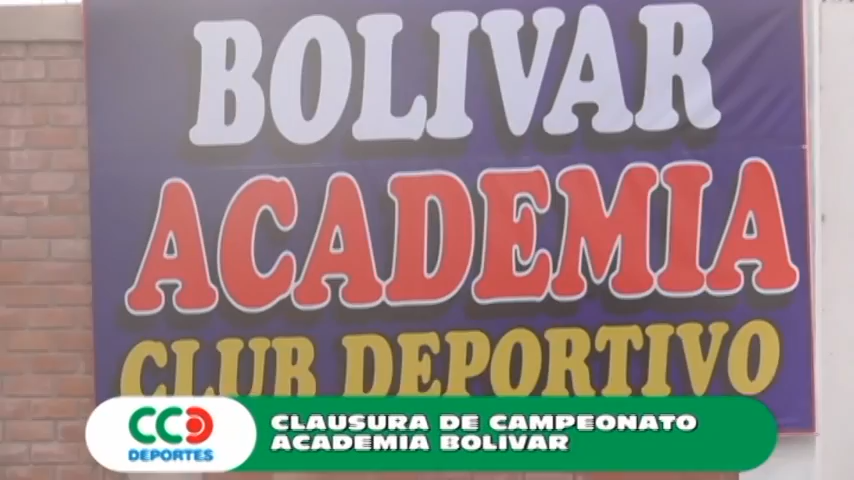 BOLIVAR
ACADEMIA
CLUB DEPORTIVO
CCD
DEPORTES
CLAUSURA DE CAMPEONATO
ACADEMIA BOLIVAR